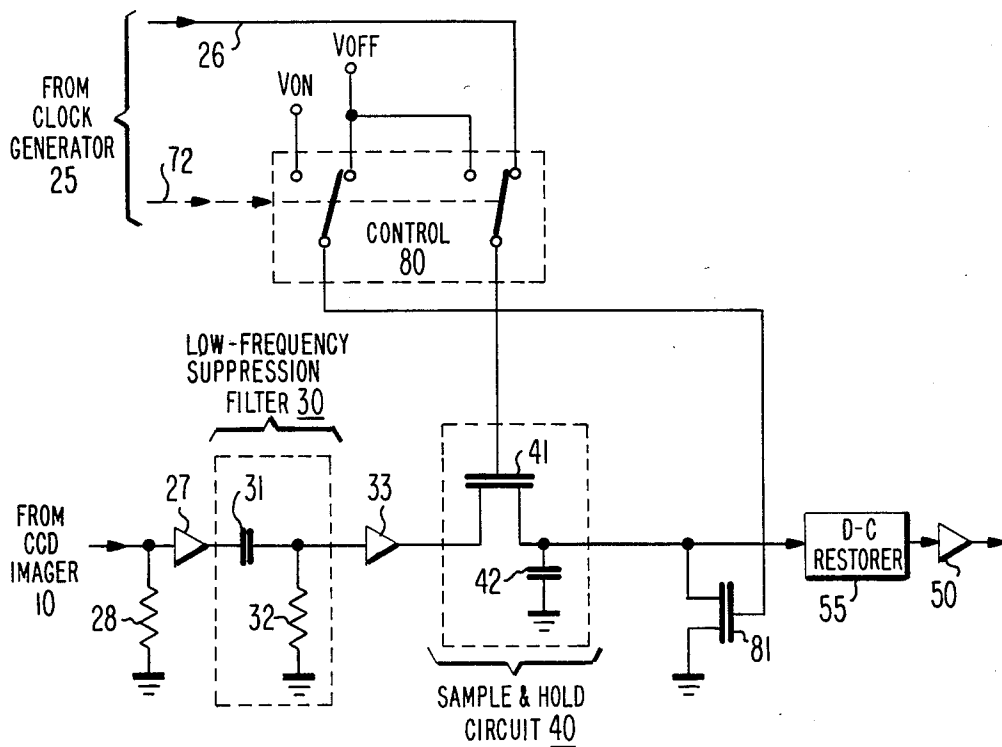 26
VOFF
VON
FROM
CLOCK
GENERATOR
25
72
CONTROL
80
LOW-FREQUENCY
SUPPRESSION
FILTER 30
41
27
31
33
FROM
CCD
IMAGER
10
28
32
42
D-C
RESTORER
55
50
81
SAMPLE & HOLD
CIRCUIT 40